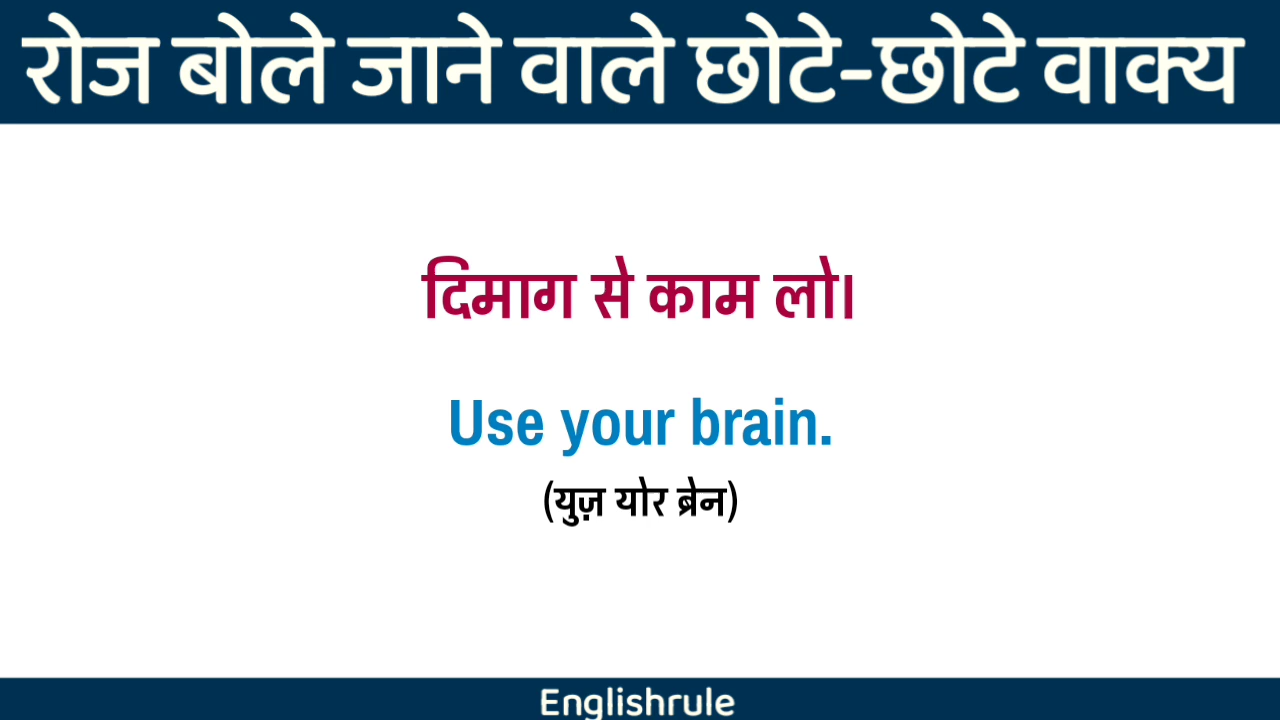 रोज बोले जाने वाले छोटे-छोटे वाक्य
दिमाग से काम लो।
Use your brain.
(युज़ योर ब्रेन)
Englishrule